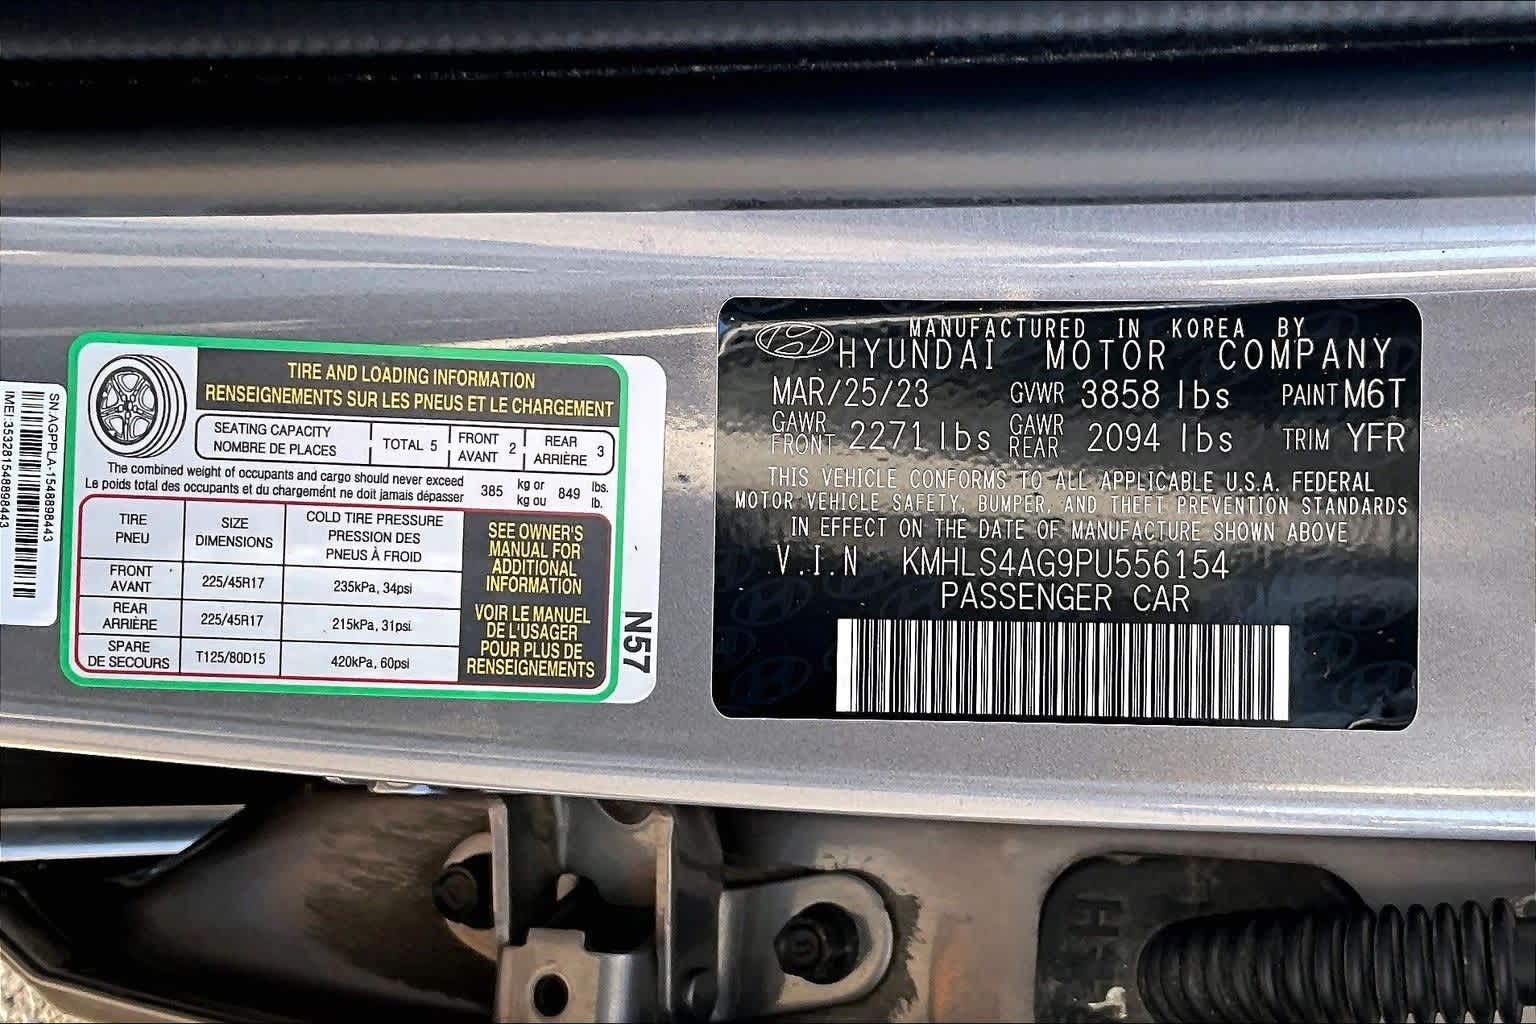 SN:AGPPLA-1548898443
IMEI:353281548898443
TIRE AND LOADING INFORMATION
RENSEIGNEMENTS SUR LES PNEUS ET LE CHARGEMENT
SEATING CAPACITY
NOMBRE DE PLACES
TOTAL 5
FRONT
AVANT
2
REAR
ARRIÈRE
3
The combined weight of occupants and cargo should never exceed
Le poids total des occupants et du chargement ne doit jamais dépasser
385
kg or
kg ou
849
lbs.
lb.
TIRE
PNEU
SIZE
DIMENSIONS
COLD TIRE PRESSURE
PRESSION DES
PNEUS À FROID
FRONT
AVANT
225/45R17
235kPa, 34psi
REAR
ARRIÈRE
225/45R17
215kPa, 31psi
SPARE
DE SECOURS
T125/80D15
420kPa, 60psi
SEE OWNER'S
MANUAL FOR
ADDITIONAL
INFORMATION
VOIR LE MANUEL
DE L'USAGER
POUR PLUS DE
RENSEIGNEMENTS
N57
MANUFACTURED IN KOREA BY
HYUNDAI MOTOR COMPANY
MAR/25/23 GVWR 3858 lbs PAINT M6T
GAWR FRONT 2271 lbs GAWR REAR 2094 lbs TRIM YFR
THIS VEHICLE CONFORMS TO ALL APPLICABLE U.S.A. FEDERAL
MOTOR VEHICLE SAFETY, BUMPER, AND THEFT PREVENTION STANDARDS
IN EFFECT ON THE DATE OF MANUFACTURE SHOWN ABOVE
V.I.N KMHLS4AG9PU556154
PASSENGER CAR